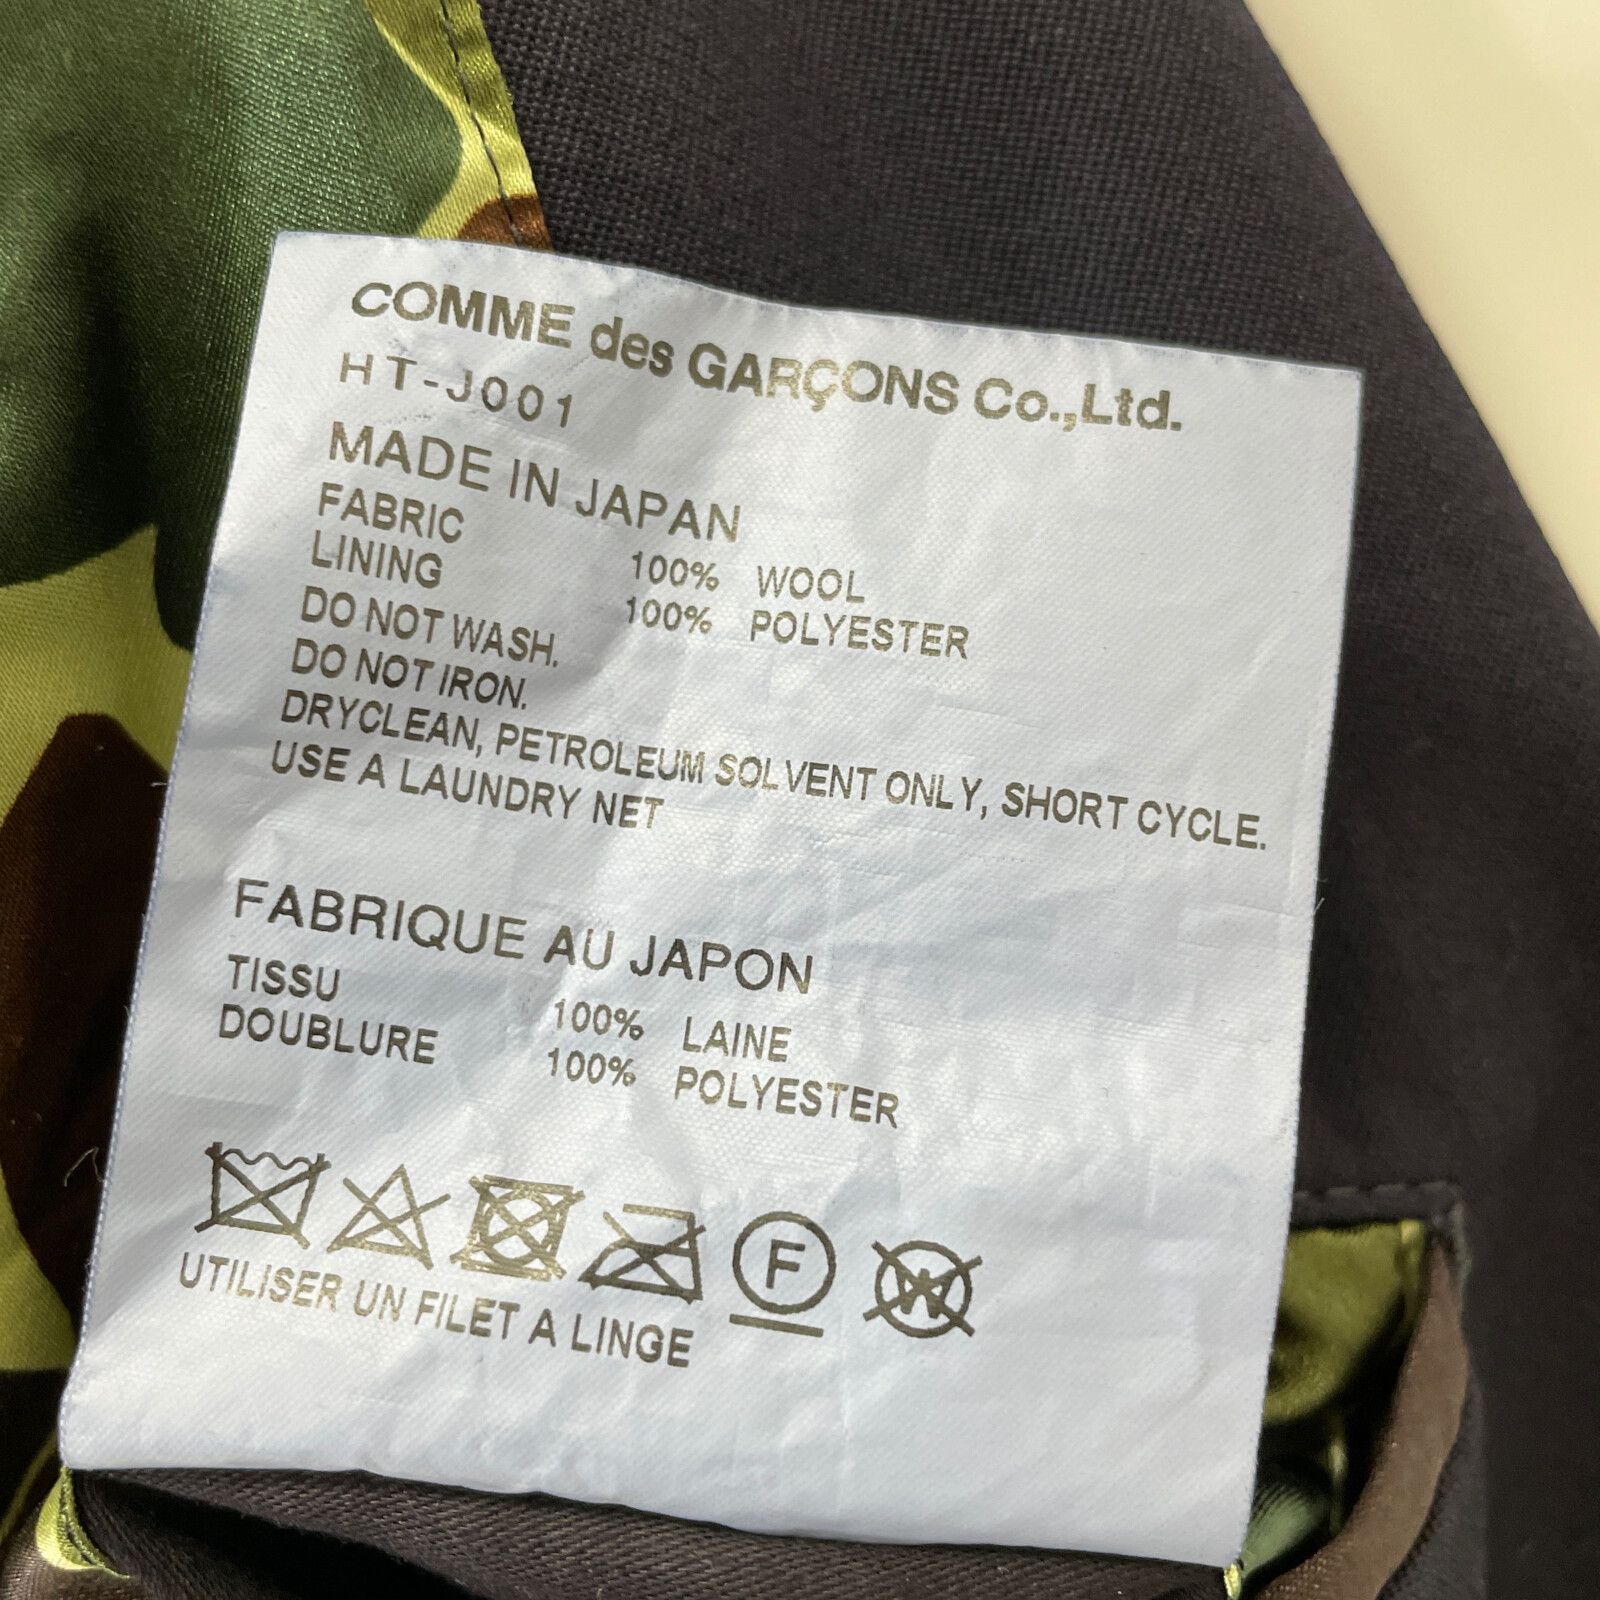 COMME des GARÇONS Co.,Ltd.
HT-J001
MADE IN JAPAN
FABRIC 100% WOOL
LINING 100% POLYESTER
DO NOT WASH.
DO NOT IRON.
DRYCLEAN, PETROLEUM SOLVENT ONLY, SHORT CYCLE.
USE A LAUNDRY NET
FABRIQUE AU JAPON
TISSU 100% LAINE
DOUBLURE 100% POLYESTER
F W
UTILISER UN FILET A LINGE